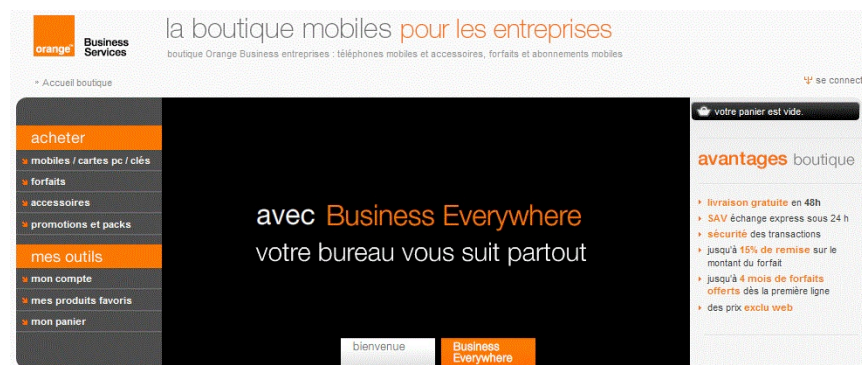 orange™
Business
Services
la boutique mobiles pour les entreprises
boutique Orange Business entreprises : téléphones mobiles et accessoires, forfaits et abonnements mobiles
» Accueil boutique
se connect
acheter
mobiles / cartes pc / clés
forfaits
accessoires
promotions et packs
mes outils
mon compte
mes produits favoris
mon panier
avec Business Everywhere
votre bureau vous suit partout
bienvenue
Business
Everywhere
votre panier est vide.
avantages boutique
livraison gratuite en 48h
SAV échange express sous 24 h
sécurité des transactions
jusqu'à 15% de remise sur le
montant du forfait
jusqu'à 4 mois de forfaits
offerts dès la première ligne
des prix exclu web